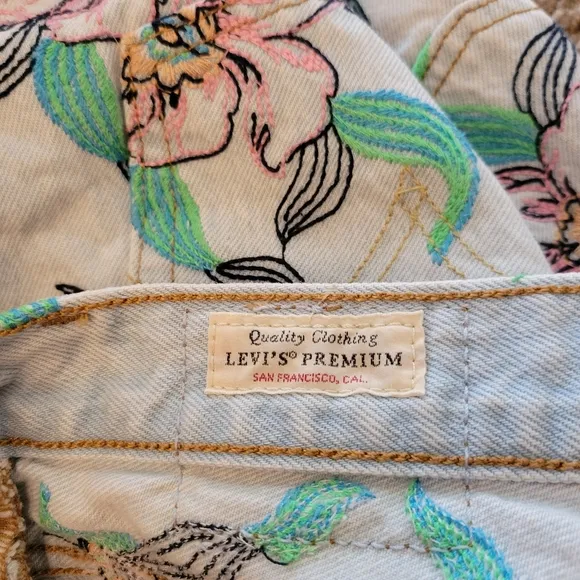 Quality Clothing
LEVI'S® PREMIUM
SAN FRANCISCO, CAL.